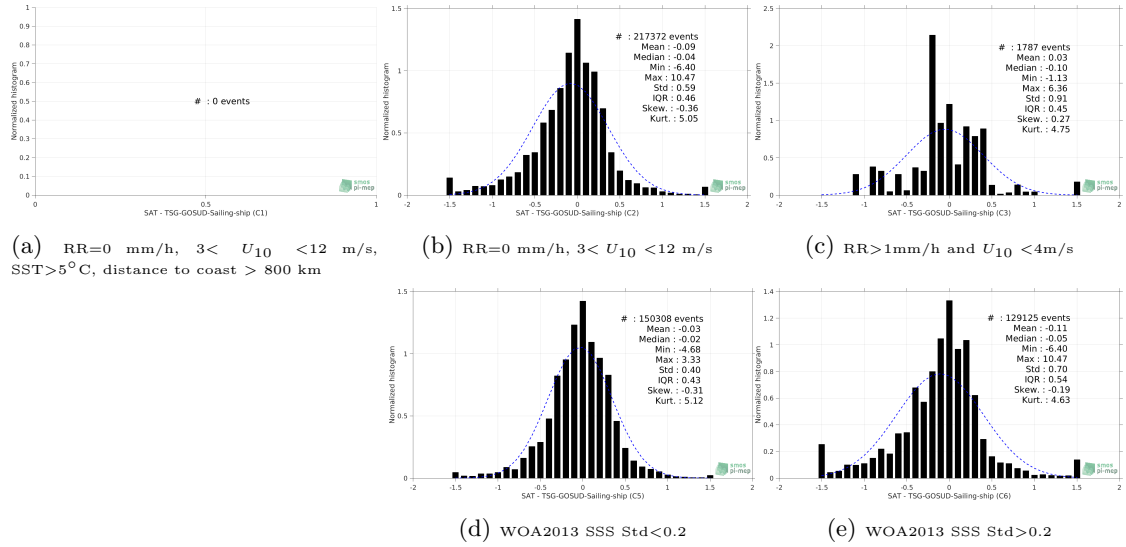 1
0.9
0.8
0.7
0.6
0.5
0.4
0.3
0.2
0.1
0
Normalized histogram
# : 0 events
0 0.5 1
SAT - TSG-GOSUD-Sailing-ship (C1)
smos
pi-mep
(a) RR=0 mm/h, 3< U10 <12 m/s,
SST>5°C, distance to coast > 800 km
1.5
1
0.5
0
Normalized histogram
# : 217372 events
Mean : -0.09
Median : -0.04
Min : -6.40
Max : 10.47
Std : 0.59
IQR : 0.46
Skew. : -0.36
Kurt. : 5.05
-2 -1.5 -1 -0.5 0 0.5 1 1.5 2
SAT - TSG-GOSUD-Sailing-ship (C2)
smos
pi-mep
(b) RR=0 mm/h, 3< U10 <12 m/s
2.5
2
1.5
1
0.5
0
Normalized histogram
# : 1787 events
Mean : 0.03
Median : -0.10
Min : -1.13
Max : 6.36
Std : 0.91
IQR : 0.45
Skew. : 0.27
Kurt. : 4.75
-2 -1.5 -1 -0.5 0 0.5 1 1.5 2
SAT - TSG-GOSUD-Sailing-ship (C3)
smos
pi-mep
(c) RR>1mm/h and U10 <4m/s
1.5
1
0.5
0
Normalized histogram
# : 150308 events
Mean : -0.03
Median : -0.02
Min : -4.68
Max : 3.33
Std : 0.40
IQR : 0.43
Skew. : -0.31
Kurt. : 5.12
-2 -1.5 -1 -0.5 0 0.5 1 1.5 2
SAT - TSG-GOSUD-Sailing-ship (C5)
smos
pi-mep
(d) WOA2013 SSS Std<0.2
1.4
1.2
1
0.8
0.6
0.4
0.2
0
Normalized histogram
# : 129125 events
Mean : -0.11
Median : -0.05
Min : -6.40
Max : 10.47
Std : 0.70
IQR : 0.54
Skew. : -0.19
Kurt. : 4.63
-2 -1.5 -1 -0.5 0 0.5 1 1.5 2
SAT - TSG-GOSUD-Sailing-ship (C6)
smos
pi-mep
(e) WOA2013 SSS Std>0.2